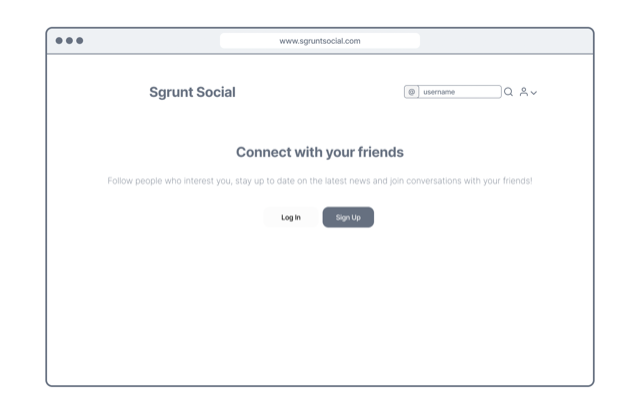 www.sgruntsocial.com
Sgrunt Social
@ username
Connect with your friends
Follow people who interest you, stay up to date on the latest news and join conversations with your friends!
Log In
Sign Up